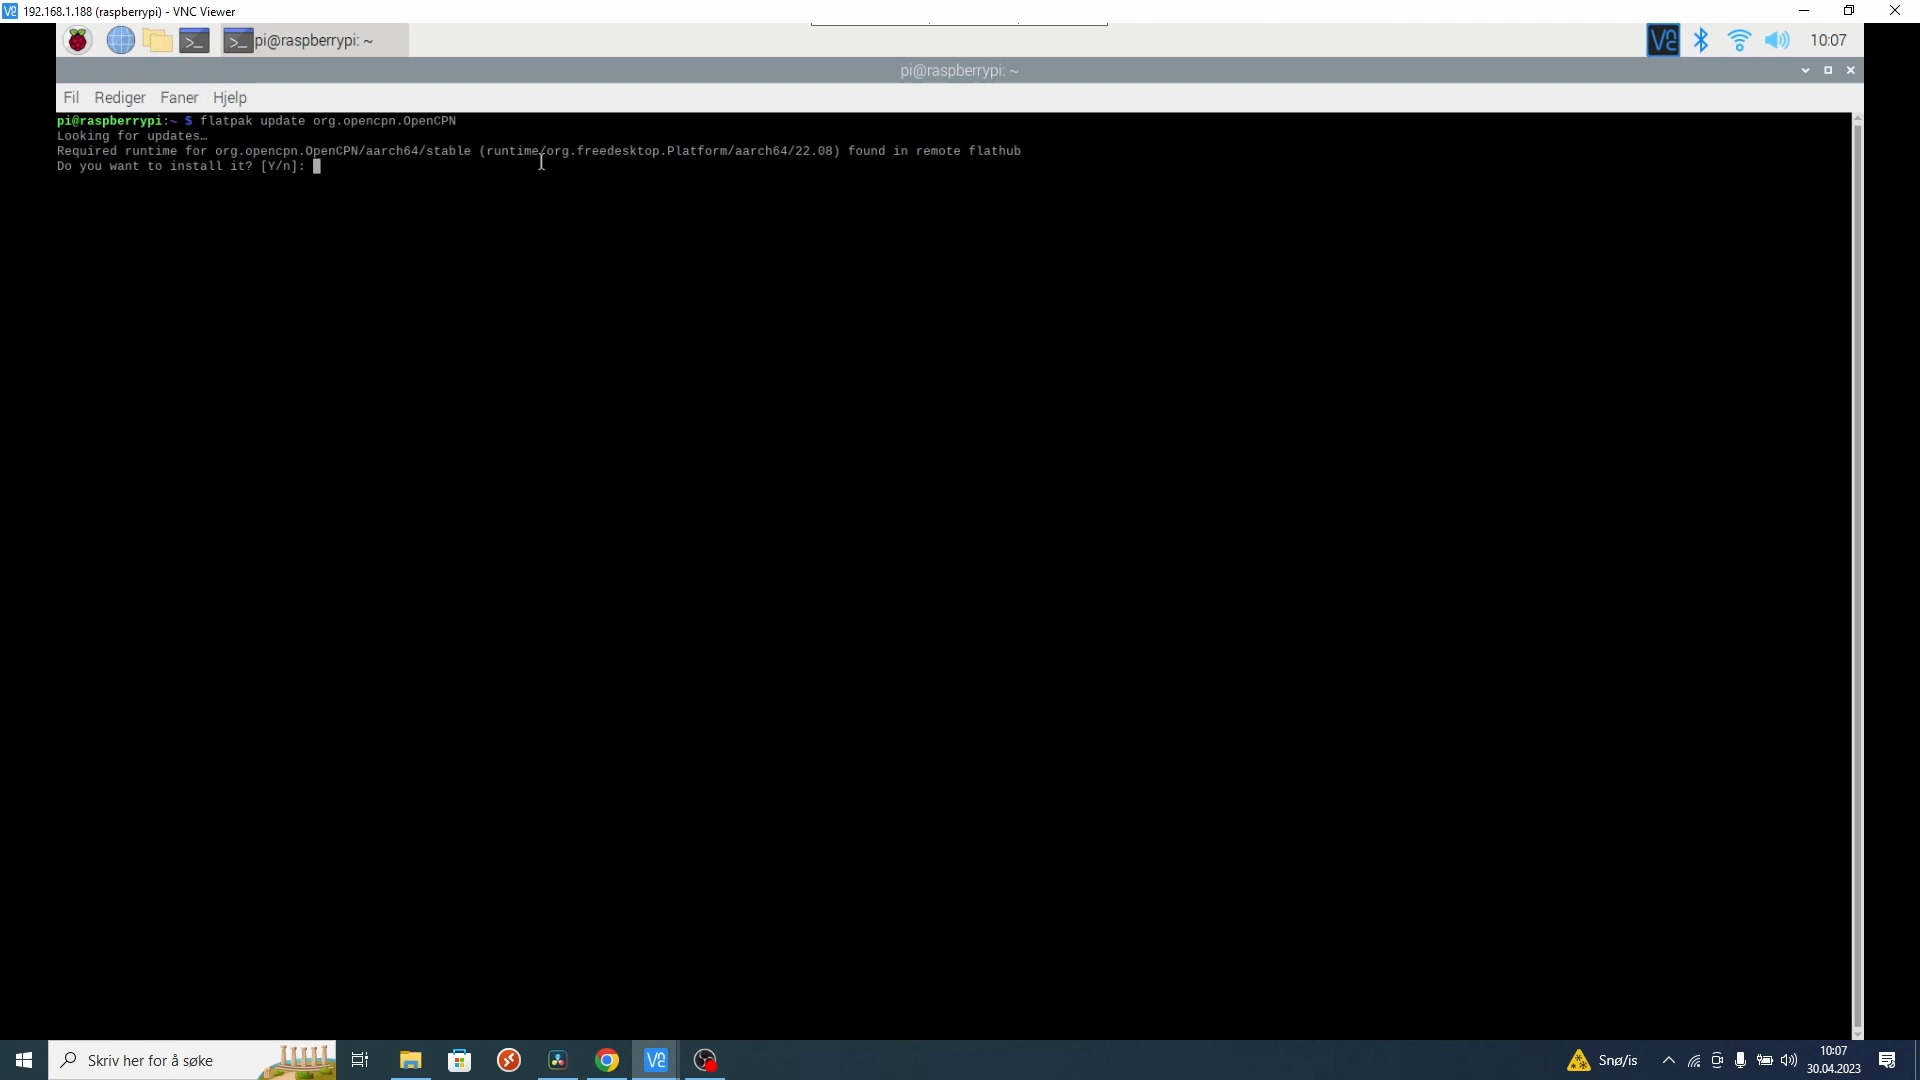 192.168.1.188 (raspberrypi) - VNC Viewer
pi@raspberrypi: ~
10:07
pi@raspberrypi: ~
Fil Rediger Faner Hjelp
pi@raspberrypi:~ $ flatpak update org.opencpn.OpenCPN
Looking for updates…
Required runtime for org.opencpn.OpenCPN/aarch64/stable (runtime/org.freedesktop.Platform/aarch64/22.08) found in remote flathub
Do you want to install it? [Y/n]:
Skriv her for å søke
Snø/is
10:07
30.04.2023